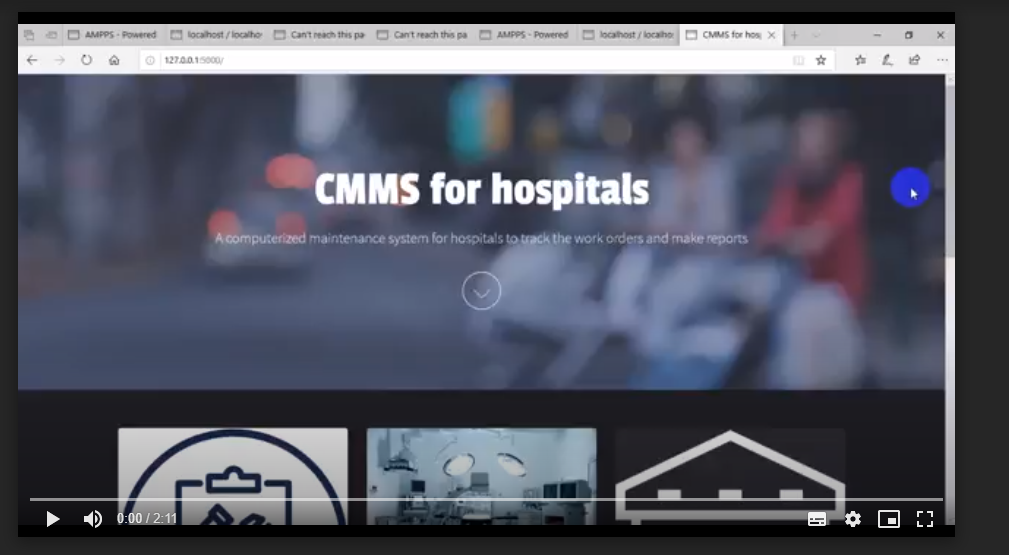 AMPPS - Powered
localhost / localho
Can't reach this pa
Can't reach this pa
AMPPS - Powered
localhost / localho
CMMS for hos
127.0.0.1:5000/
CMMS for hospitals
A computerized maintenance system for hospitals to track the work orders and make reports
0:00 / 2:11